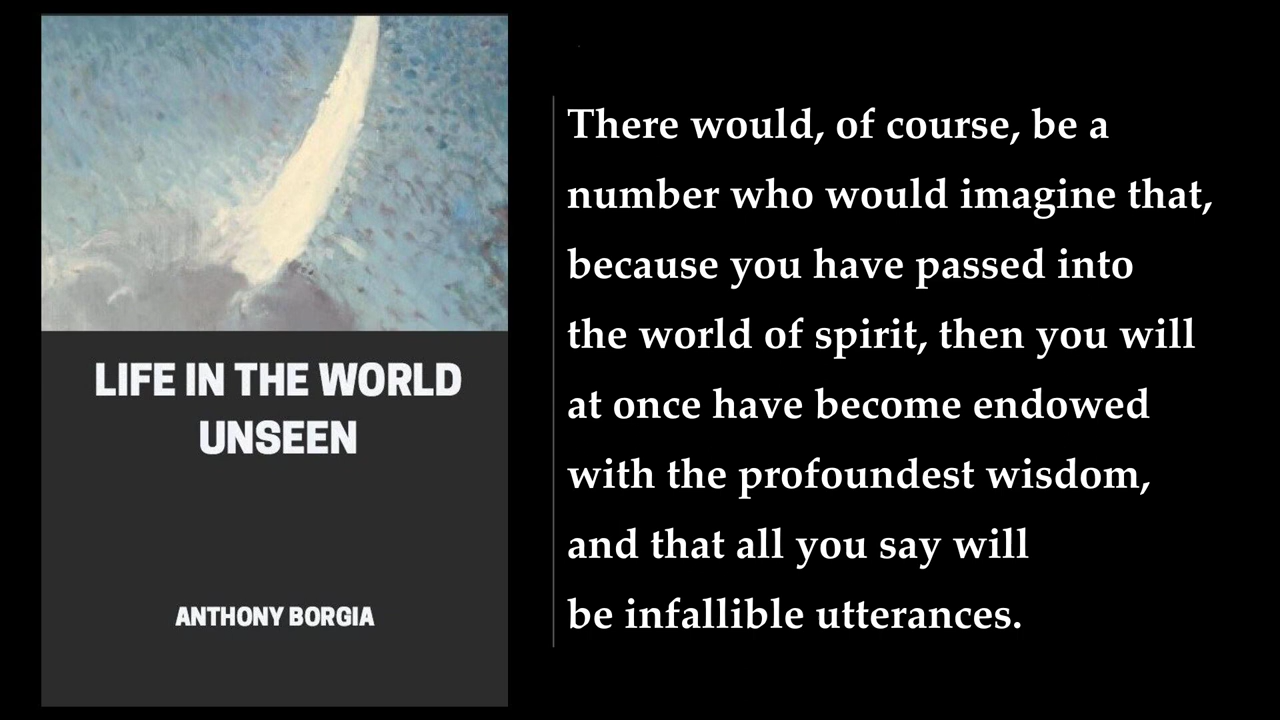 LIFE IN THE WORLD
UNSEEN
ANTHONY BORGIA
There would, of course, be a
number who would imagine that,
because you have passed into
the world of spirit, then you will
at once have become endowed
with the profoundest wisdom,
and that all you say will
be infallible utterances.